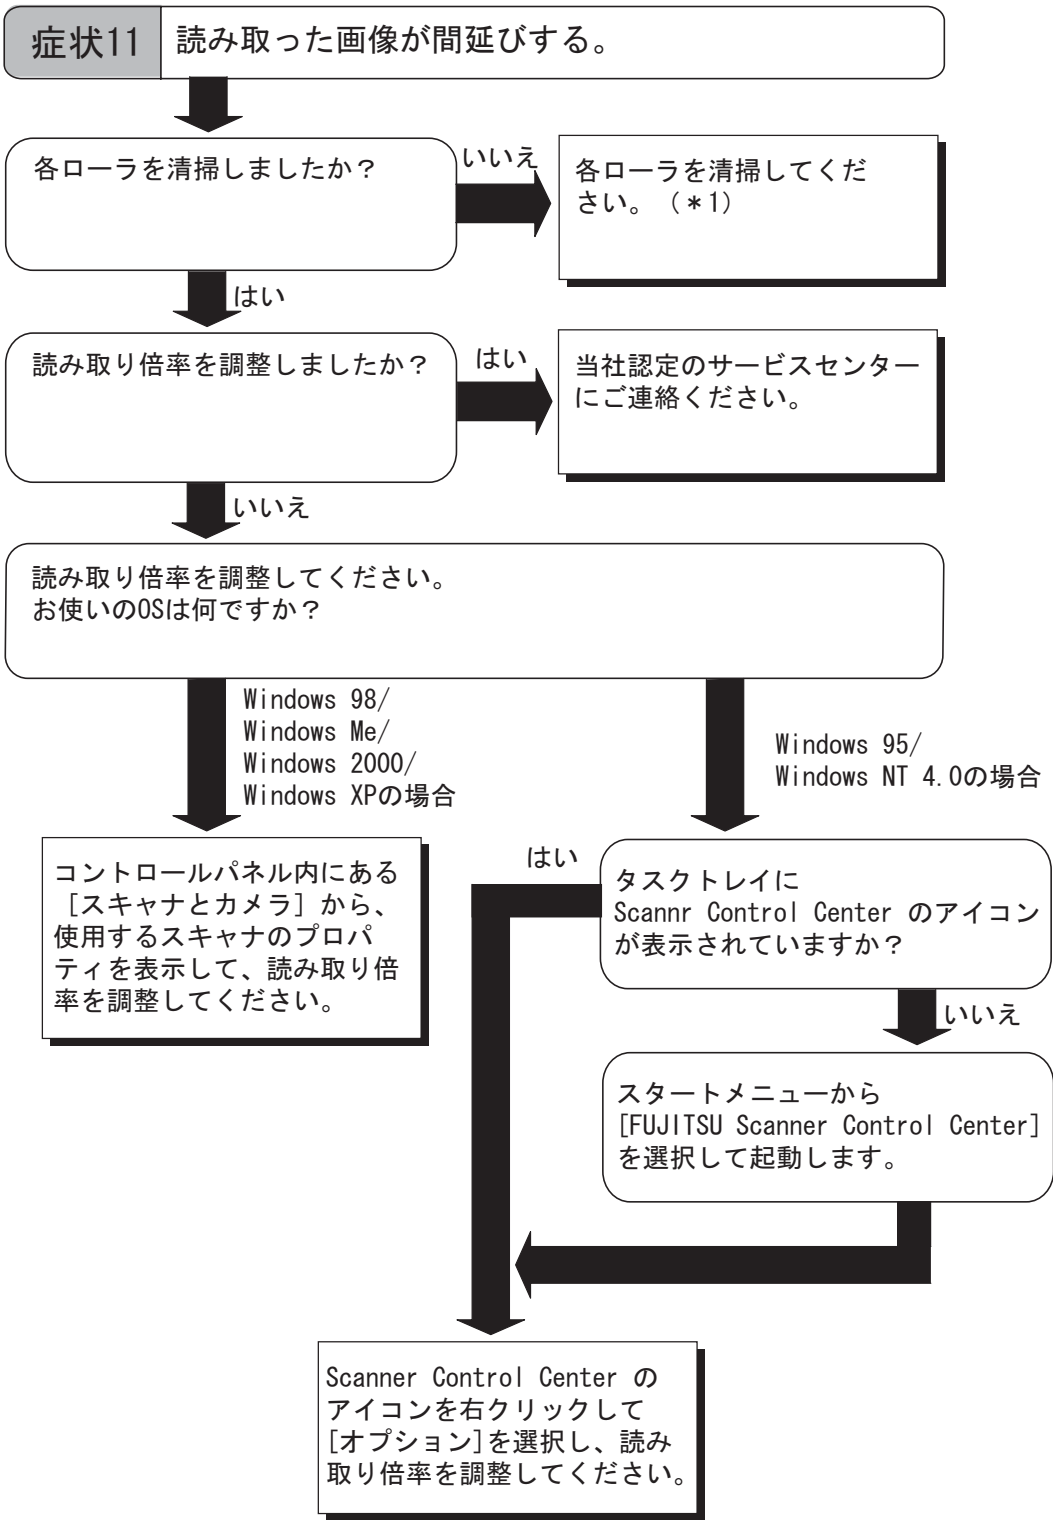 症状11
読み取った画像が間延びする。
各ローラを清掃しましたか？
いいえ
各ローラを清掃してくだ
さい。（＊1）
はい
読み取り倍率を調整しましたか？
はい
当社認定のサービスセンター
にご連絡ください。
いいえ
読み取り倍率を調整してください。
お使いのOSは何ですか？
Windows 98/
Windows Me/
Windows 2000/
Windows XPの場合
Windows 95/
Windows NT 4.0の場合
コントロールパネル内にある
［スキャナとカメラ］から、
使用するスキャナのプロパ
ティを表示して、読み取り倍
率を調整してください。
はい
タスクトレイに
Scannr Control Center のアイコン
が表示されていますか？
いいえ
スタートメニューから
[FUJITSU Scanner Control Center]
を選択して起動します。
Scanner Control Center の
アイコンを右クリックして
[オプション]を選択し、読み
取り倍率を調整してください。